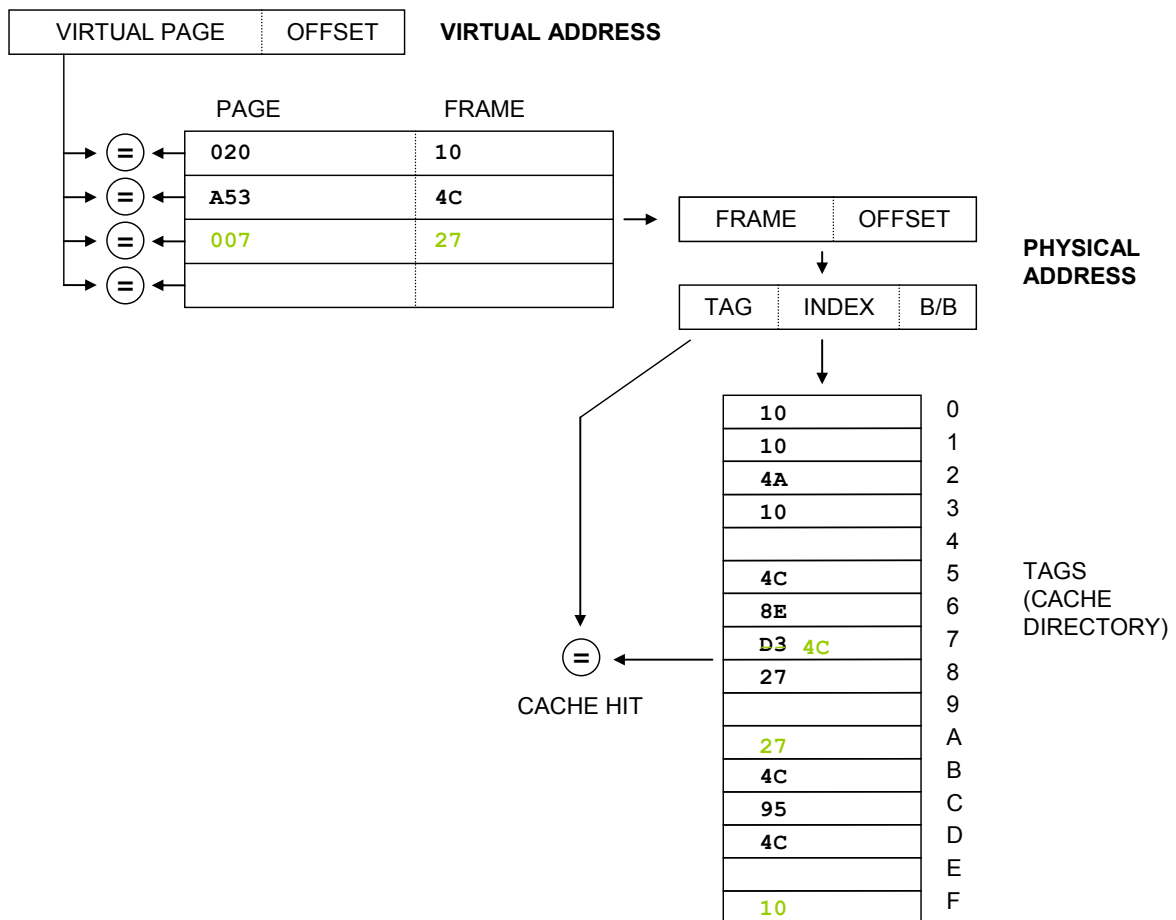 VIRTUAL PAGE OFFSET VIRTUAL ADDRESS
PAGE FRAME
= 020 10
= A53 4C
= 007 27
=
FRAME OFFSET
PHYSICAL
ADDRESS
TAG INDEX B/B
10 0
10 1
4A 2
10 3
4
4C 5
8E 6
D3 4C 7
27 8
9
27 A
4C B
95 C
4C D
E
10 F
TAGS
(CACHE
DIRECTORY)
=
CACHE HIT